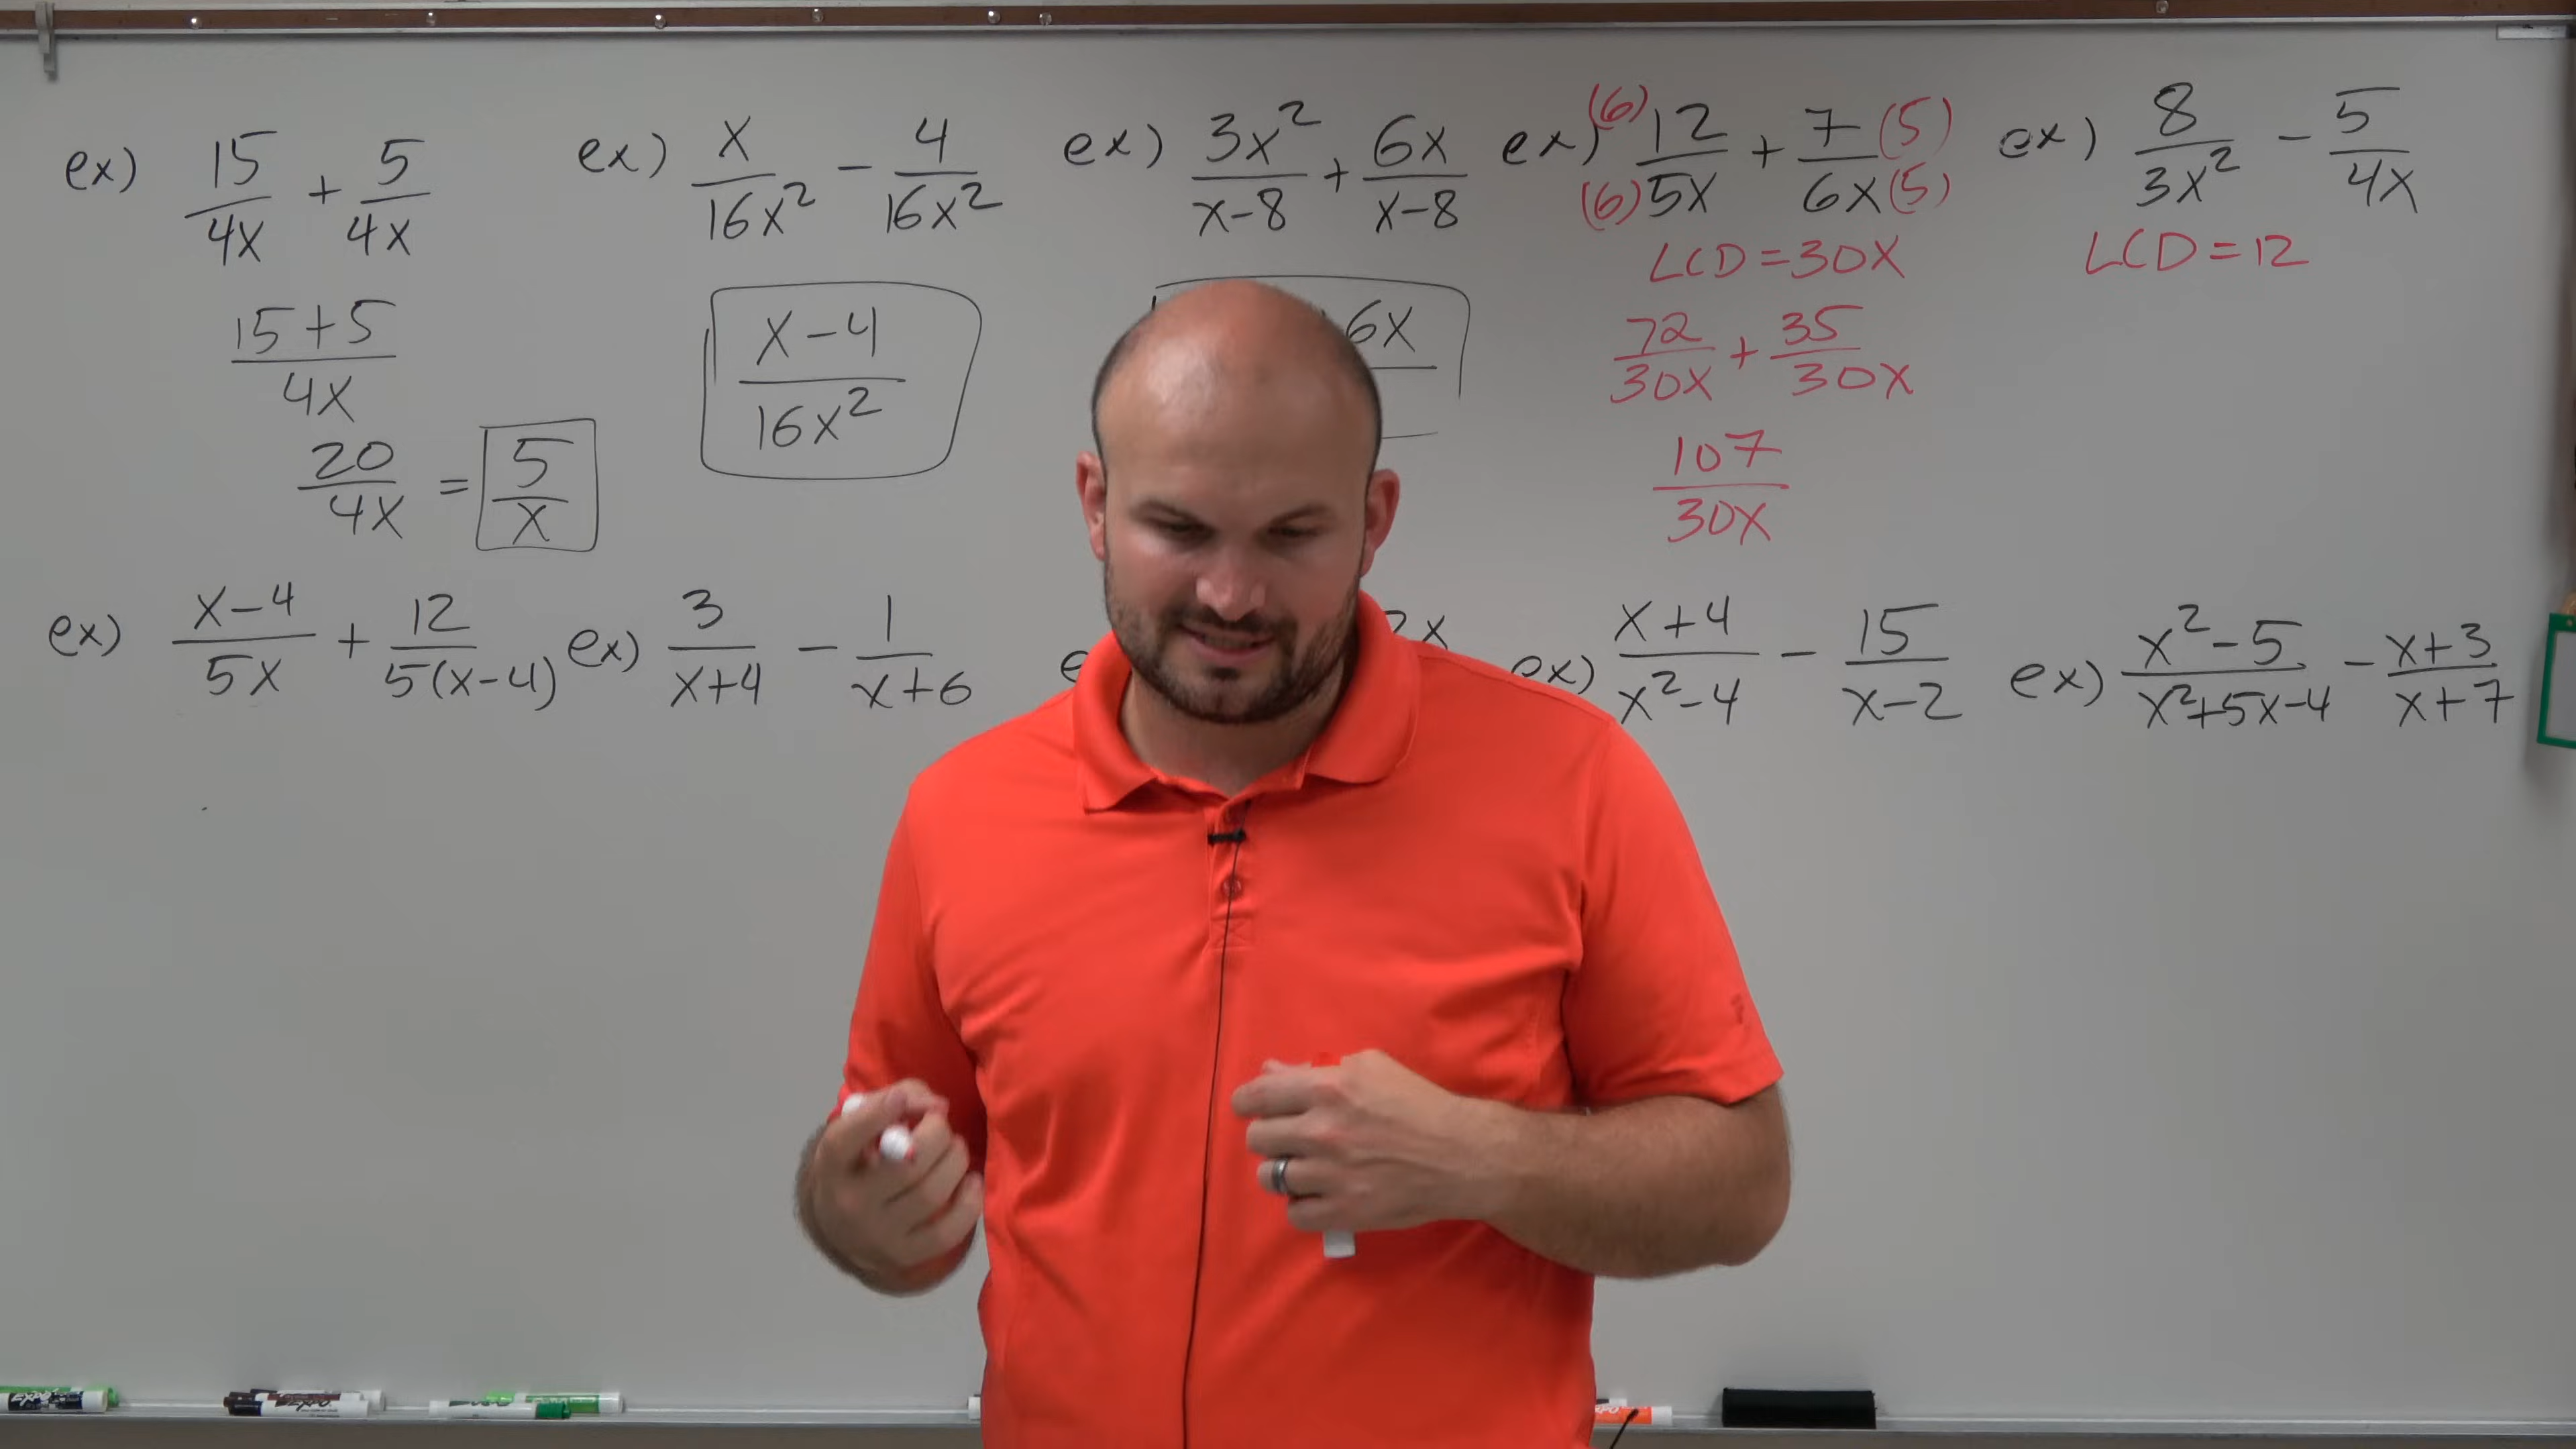 ex) 15/4x + 5/4x
15+5/4x
20/4x = 5/x
ex) x/16x² - 4/16x²
x-4/16x²
ex) 3x²/x-8 + 6x/x-8
6x
ex) (6)12/(6)5x + 7(5)/6x(5)
LCD=30x
72/30x + 35/30x
107/30x
ex) 8/3x² - 5/4x
LCD=12
ex) x-4/5x + 12/5(x-4)
ex) 3/x+4 - 1/x+6
ex) x+4/x²-4 - 15/x-2
ex) x²-5/x²+5x-4 - x+3/x+7
EXPO